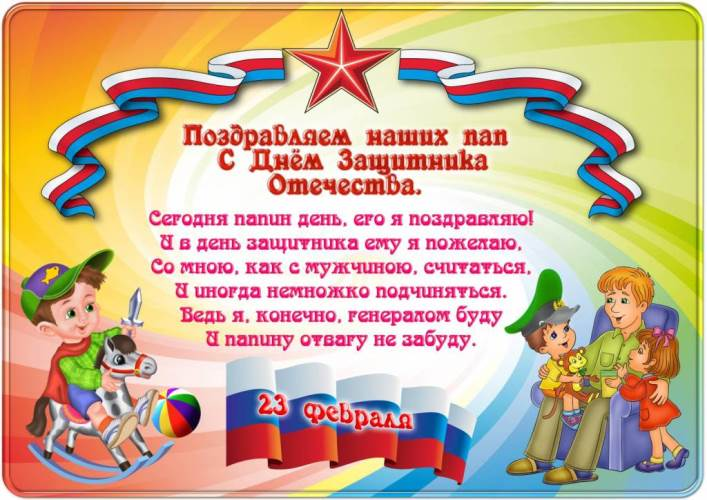 Поздравляем наших пап
С Днём Защитника
Отечества.
Сегодня папин день, его я поздравляю!
И в день защитника ему я пожелаю,
Со мною, как с мужчиною, считаться,
И иногда немножко подчиняться.
Ведь я, конечно, генералом буду
И папину отвагу не забуду.
23 февраля